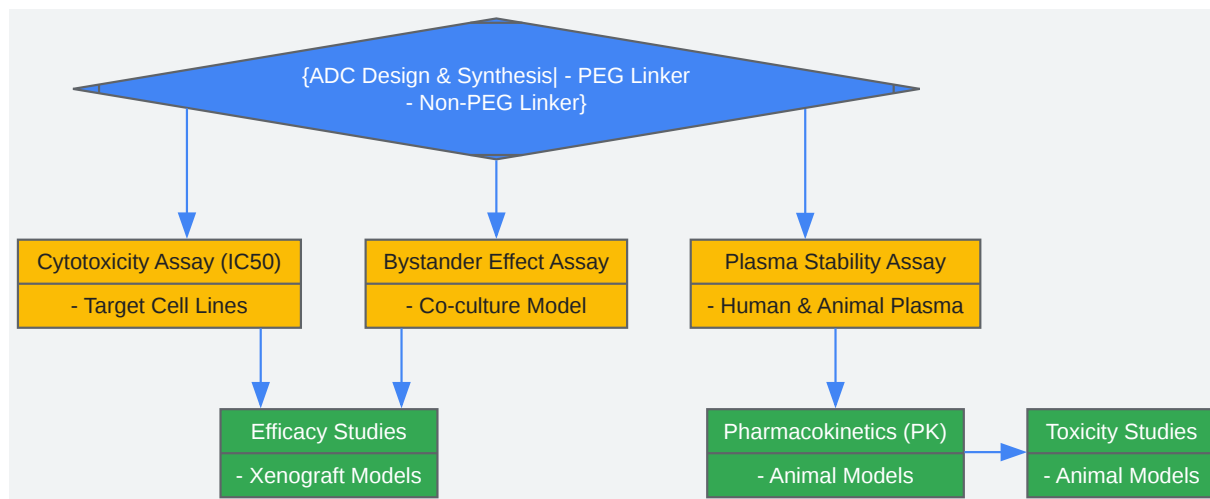 {ADC Design & Synthesis| - PEG Linker
- Non-PEG Linker}
Cytotoxicity Assay (IC50)
- Target Cell Lines
Bystander Effect Assay
- Co-culture Model
Plasma Stability Assay
- Human & Animal Plasma
Efficacy Studies
- Xenograft Models
Pharmacokinetics (PK)
- Animal Models
Toxicity Studies
- Animal Models